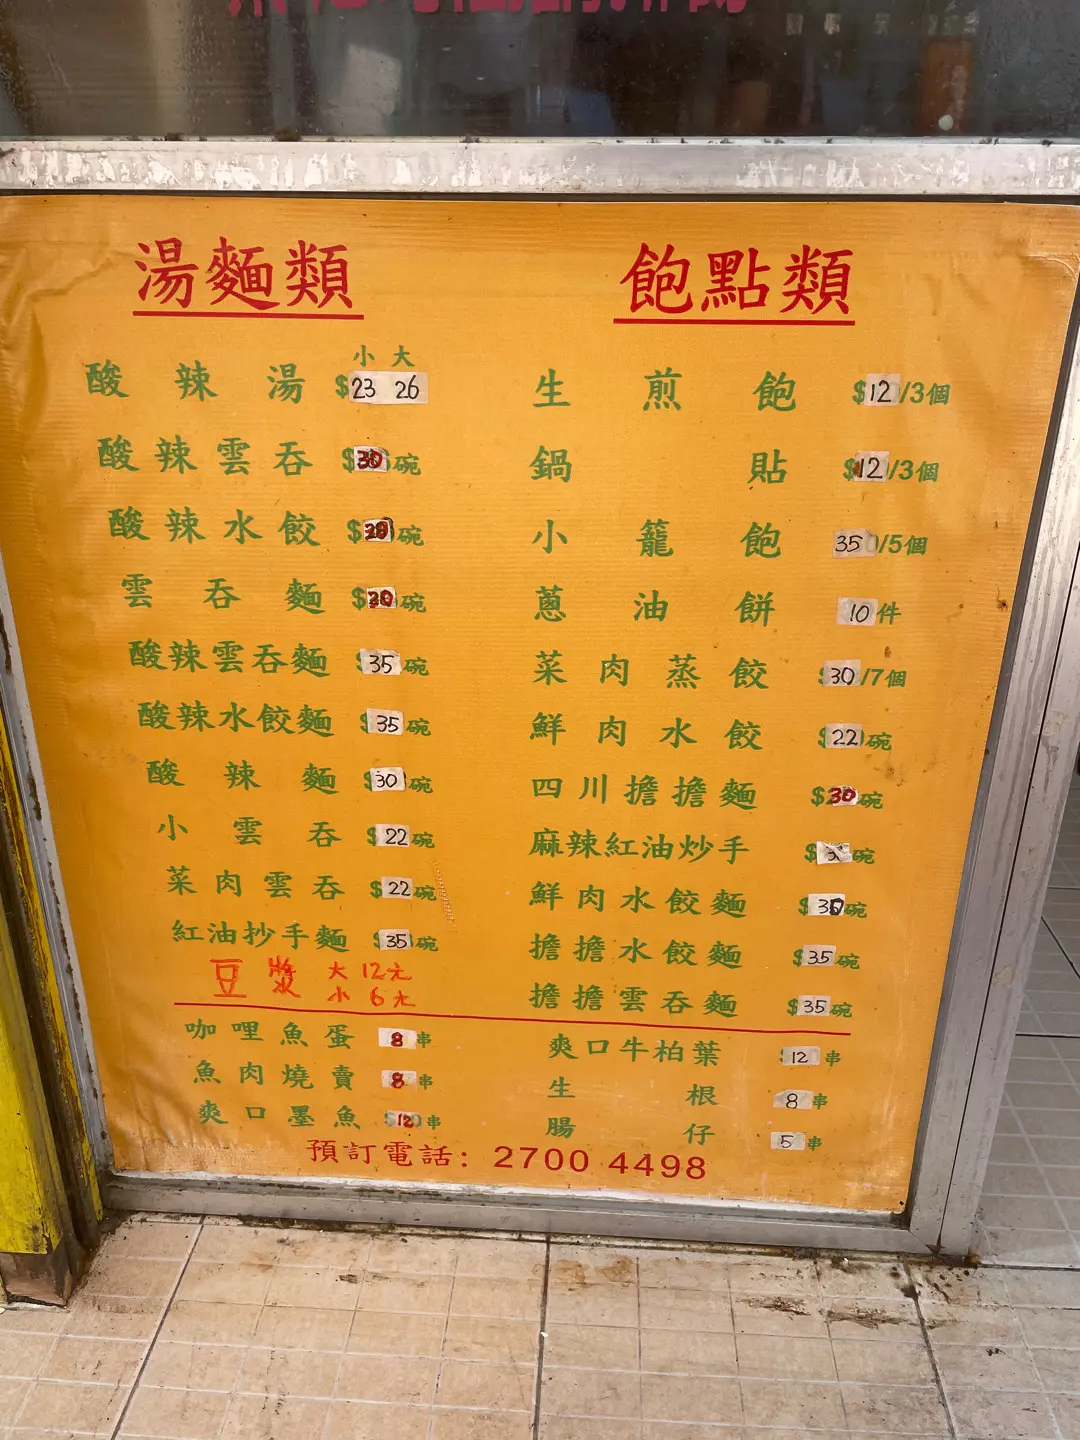 湯麵類
小 大
酸辣湯 $23 26
酸辣雲吞 $30碗
酸辣水餃 $30碗
雲吞麵 $30碗
酸辣雲吞麵 35碗
酸辣水餃麵 35碗
酸辣麵 $30碗
小雲吞 $22碗
菜肉雲吞 $22碗
紅油抄手麵 $35碗
豆漿 大12元
小6元
咖哩魚蛋 8串
魚肉燒賣 8串
爽口墨魚 $12串
飽點類
生煎飽 $12/3個
鍋貼 $12/3個
小籠飽 35/5個
蔥油餅 10件
菜肉蒸餃 $30/7個
鮮肉水餃 $22碗
四川擔擔麵 $30碗
麻辣紅油炒手 $碗
鮮肉水餃麵 $30碗
擔擔水餃麵 $35碗
擔擔雲吞麵 $35碗
爽口牛柏葉 12串
生根 8串
腸仔 5串
預訂電話: 2700 4498